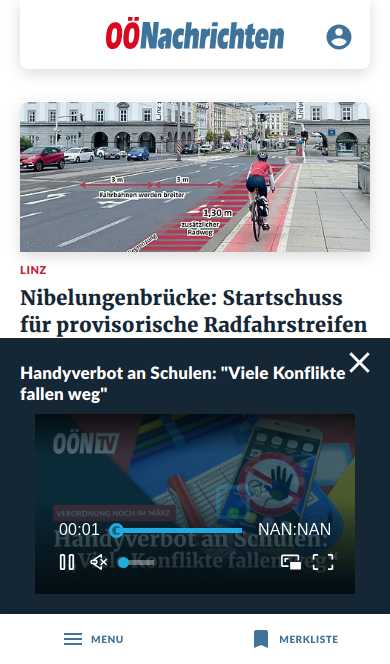 OÖNachrichten
3 m
3 m
Fahrbahnen werden breiter
1,30 m
zusätzlicher
Radweg
LINZ
Nibelungenbrücke: Startschuss
für provisorische Radfahrstreifen
Handyverbot an Schulen: "Viele Konflikte
fallen weg"
OÖN TV
VERORDNUNG NOCH IM MÄRZ
Handyverbot an Schulen:
"Viele Konflikte fallen weg"
00:01
NAN:NAN
MENU
MERKLISTE